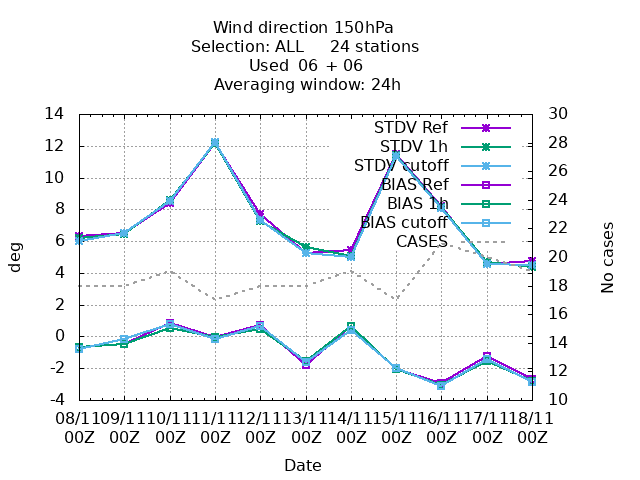 Wind direction 150hPa
Selection: ALL 24 stations
Used 06 + 06
Averaging window: 24h
14 12 10 8 6 4 2 0 -2 -4
deg
30 28 26 24 22 20 18 16 14 12 10
No cases
STDV Ref
STDV 1h
STDV cutoff
BIAS Ref
BIAS 1h
BIAS cutoff
CASES
08/11 09/11 10/11 11/11 12/11 13/11 14/11 15/11 16/11 17/11 18/11
00Z 00Z 00Z 00Z 00Z 00Z 00Z 00Z 00Z 00Z 00Z
Date